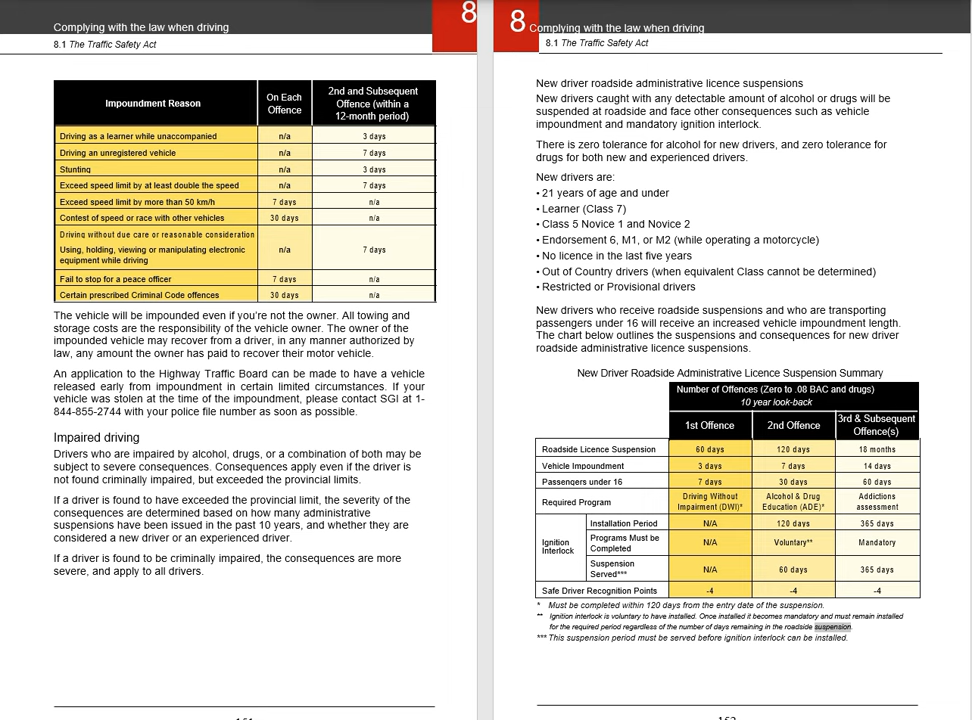 Complying with the law when driving
8
8.1 The Traffic Safety Act
Impoundment Reason
On Each
Offence
2nd and Subsequent
Offence (within a
12-month period)
Driving as a learner while unaccompanied n/a 3 days
Driving an unregistered vehicle n/a 7 days
Stunting n/a 3 days
Exceed speed limit by at least double the speed n/a 7 days
Exceed speed limit by more than 50 km/h 7 days n/a
Contest of speed or race with other vehicles 30 days n/a
Driving without due care or reasonable consideration
Using, holding, viewing or manipulating electronic
equipment while driving
n/a 7 days
Fail to stop for a peace officer 7 days n/a
Certain prescribed Criminal Code offences 30 days n/a
The vehicle will be impounded even if you're not the owner. All towing and
storage costs are the responsibility of the vehicle owner. The owner of the
impounded vehicle may recover from a driver, in any manner authorized by
law, any amount the owner has paid to recover their motor vehicle.
An application to the Highway Traffic Board can be made to have a vehicle
released early from impoundment in certain limited circumstances. If your
vehicle was stolen at the time of the impoundment, please contact SGI at 1-
844-855-2744 with your police file number as soon as possible.
Impaired driving
Drivers who are impaired by alcohol, drugs, or a combination of both may be
subject to severe consequences. Consequences apply even if the driver is
not found criminally impaired, but exceeded the provincial limits.
If a driver is found to have exceeded the provincial limit, the severity of the
consequences are determined based on how many administrative
suspensions have been issued in the past 10 years, and whether they are
considered a new driver or an experienced driver.
If a driver is found to be criminally impaired, the consequences are more
severe, and apply to all drivers.
8
Complying with the law when driving
8.1 The Traffic Safety Act
New driver roadside administrative licence suspensions
New drivers caught with any detectable amount of alcohol or drugs will be
suspended at roadside and face other consequences such as vehicle
impoundment and mandatory ignition interlock.
There is zero tolerance for alcohol for new drivers, and zero tolerance for
drugs for both new and experienced drivers.
New drivers are:
• 21 years of age and under
• Learner (Class 7)
• Class 5 Novice 1 and Novice 2
• Endorsement 6, M1, or M2 (while operating a motorcycle)
• No licence in the last five years
• Out of Country drivers (when equivalent Class cannot be determined)
• Restricted or Provisional drivers
New drivers who receive roadside suspensions and who are transporting
passengers under 16 will receive an increased vehicle impoundment length.
The chart below outlines the suspensions and consequences for new driver
roadside administrative licence suspensions.
New Driver Roadside Administrative Licence Suspension Summary
Number of Offences (Zero to .08 BAC and drugs)
10 year look-back
1st Offence
2nd Offence
3rd & Subsequent
Offence(s)
Roadside Licence Suspension 60 days 120 days 18 months
Vehicle Impoundment 3 days 7 days 14 days
Passengers under 16 7 days 30 days 60 days
Required Program
Driving Without
Impairment (DWI)*
Alcohol & Drug
Education (ADE)*
Addictions
assessment
Ignition
Interlock
Installation Period N/A 120 days 365 days
Programs Must be
Completed
N/A Voluntary** Mandatory
Suspension
Served***
N/A 60 days 365 days
Safe Driver Recognition Points -4 -4 -4
* Must be completed within 120 days from the entry date of the suspension.
** Ignition interlock is voluntary to have installed. Once installed it becomes mandatory and must remain installed
for the required period regardless of the number of days remaining in the roadside suspension.
*** This suspension period must be served before ignition interlock can be installed.